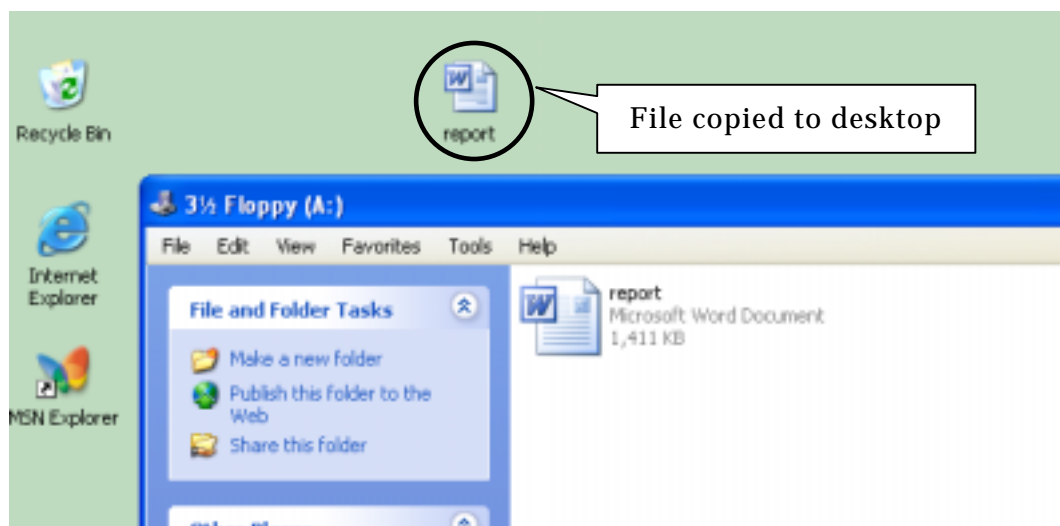 Recycle Bin
report
File copied to desktop
Internet
Explorer
MSN Explorer
3½ Floppy (A:)
File Edit View Favorites Tools Help
File and Folder Tasks
Make a new folder
Publish this folder to the
Web
Share this folder
report
Microsoft Word Document
1,411 KB